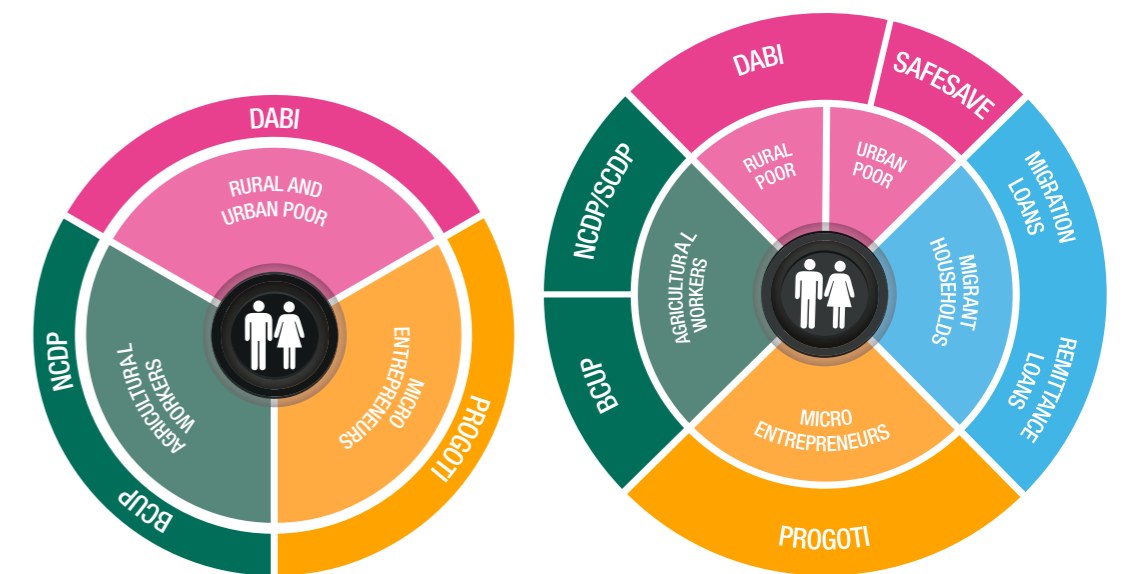 DABI
RURAL AND
URBAN POOR
NCDP
AGRICULTURAL
WORKERS
BCUP
MICRO
ENTREPRENEURS
PROGOTI
DABI
SAFESAVE
RURAL
POOR
URBAN
POOR
NCDP/SCDP
AGRICULTURAL
WORKERS
BCUP
MIGRANT
HOUSEHOLDS
MIGRATION
LOANS
REMITTANCE
LOANS
MICRO
ENTREPRENEURS
PROGOTI